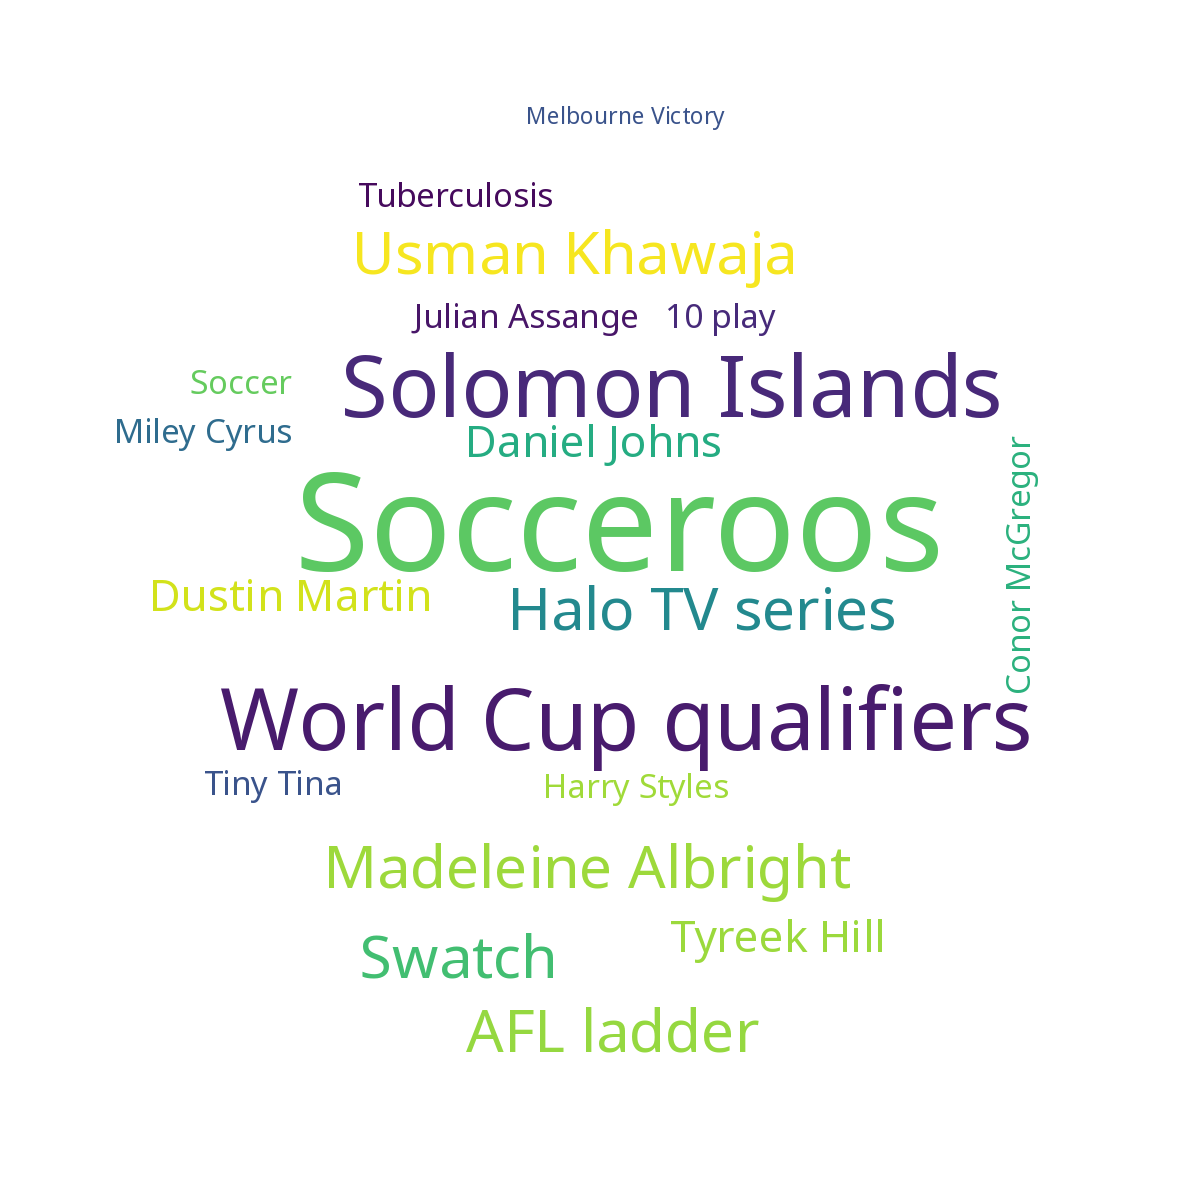 Melbourne Victory
Tuberculosis
Usman Khawaja
Julian Assange
10 play
Solomon Islands
Soccer
Miley Cyrus
Daniel Johns
Socceroos
Conor McGregor
Dustin Martin
Halo TV series
World Cup qualifiers
Tiny Tina
Harry Styles
Madeleine Albright
Tyreek Hill
Swatch
AFL ladder